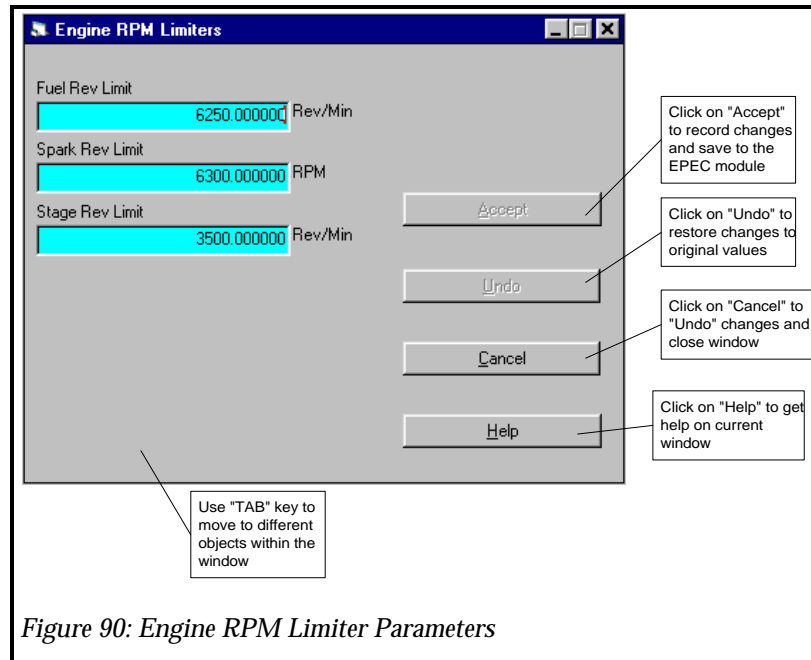 Engine RPM Limiters
Fuel Rev Limit
6250.000000 Rev/Min
Spark Rev Limit
6300.000000 RPM
Stage Rev Limit
3500.000000 Rev/Min
Accept
Undo
Cancel
Help
Click on "Accept"
to record changes
and save to the
EPEC module
Click on "Undo" to
restore changes to
original values
Click on "Cancel" to
"Undo" changes and
close window
Click on "Help" to get
help on current
window
Use "TAB" key to
move to different
objects within the
window
Figure 90: Engine RPM Limiter Parameters